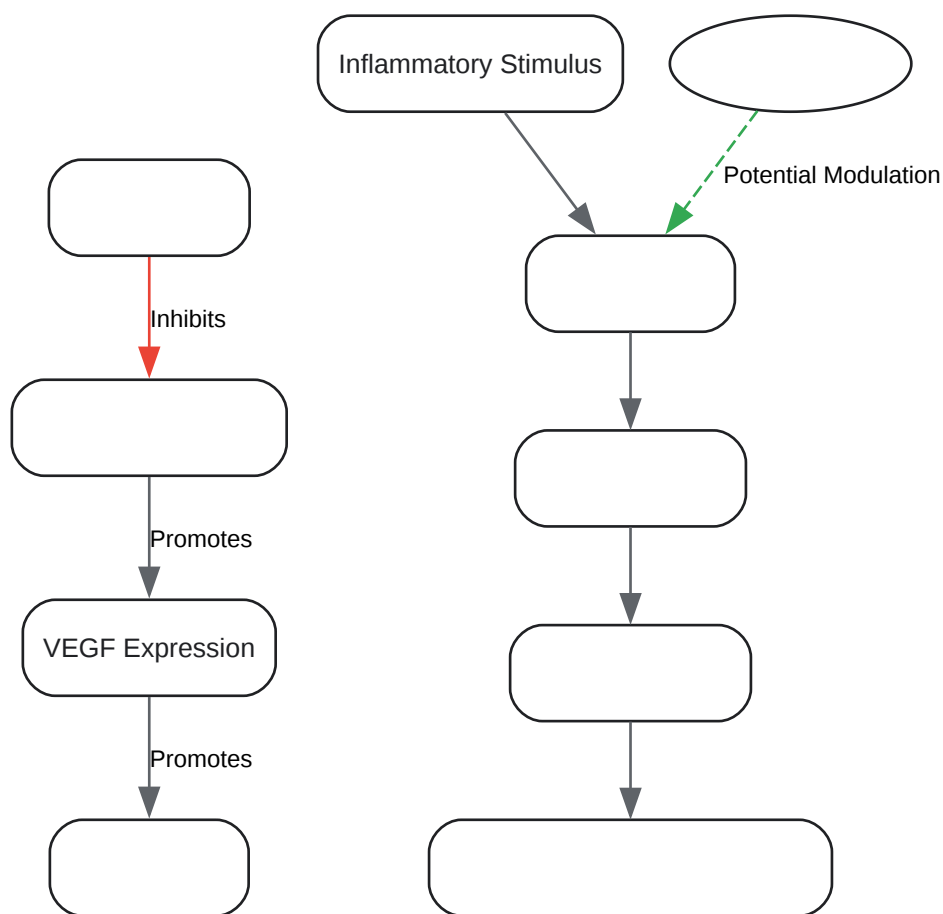 Inflammatory Stimulus
Potential Modulation
Inhibits
Promotes
VEGF Expression
Promotes